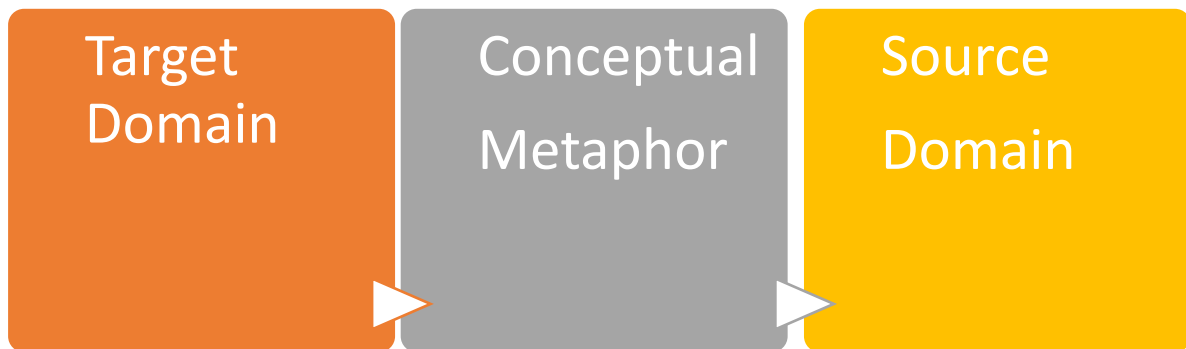 Target
Domain
Conceptual
Metaphor
Source
Domain